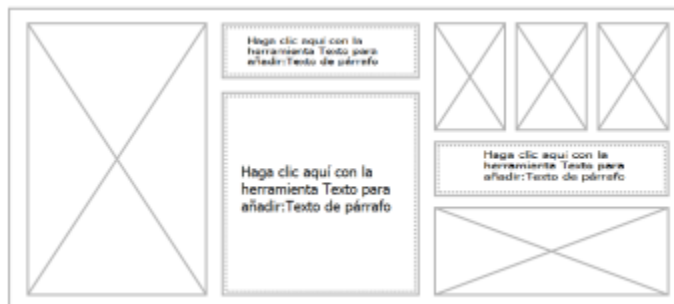 Haga clic aquí con la
herramienta Texto para
añadir:Texto de párrafo
Haga clic aquí con la
herramienta Texto para
añadir:Texto de párrafo
Haga clic aquí con la
herramienta Texto para
añadir:Texto de párrafo